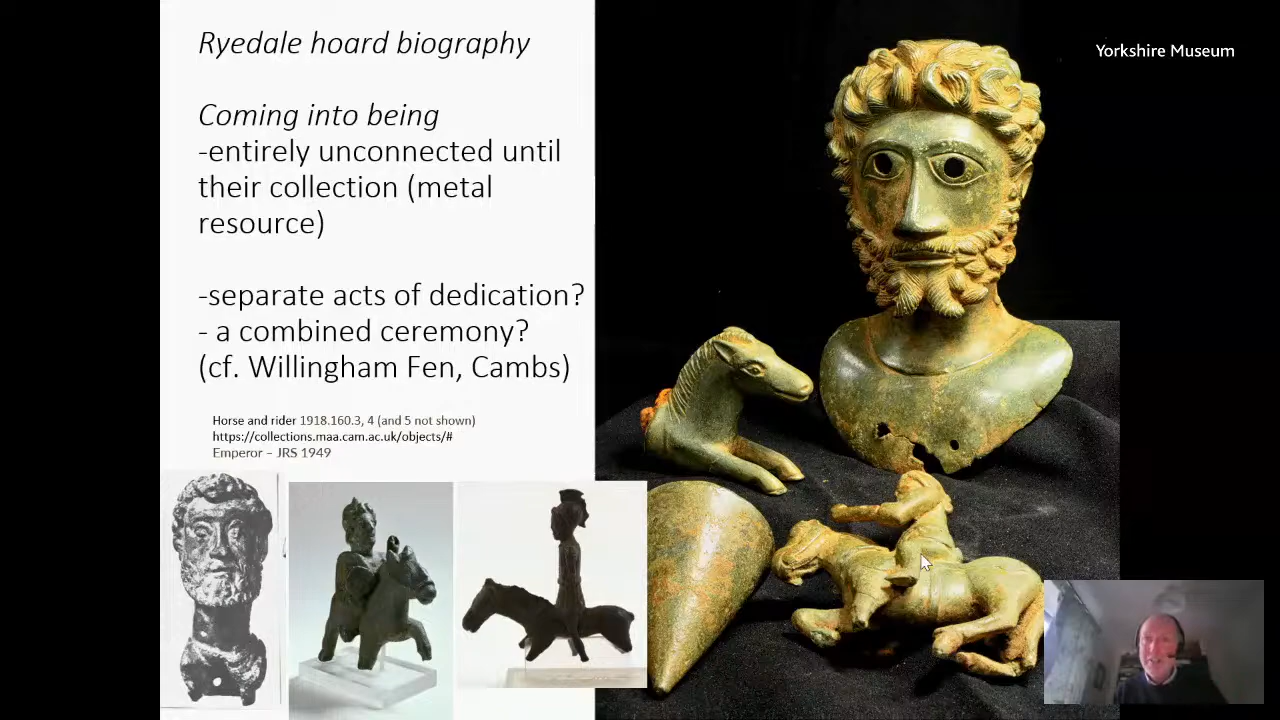 Ryedale hoard biography
Coming into being
-entirely unconnected until
their collection (metal
resource)
-separate acts of dedication?
- a combined ceremony?
(cf. Willingham Fen, Cambs)
Horse and rider 1918.160.3, 4 (and 5 not shown)
https://collections.maa.cam.ac.uk/objects/#
Emperor – JRS 1949
Yorkshire Museum